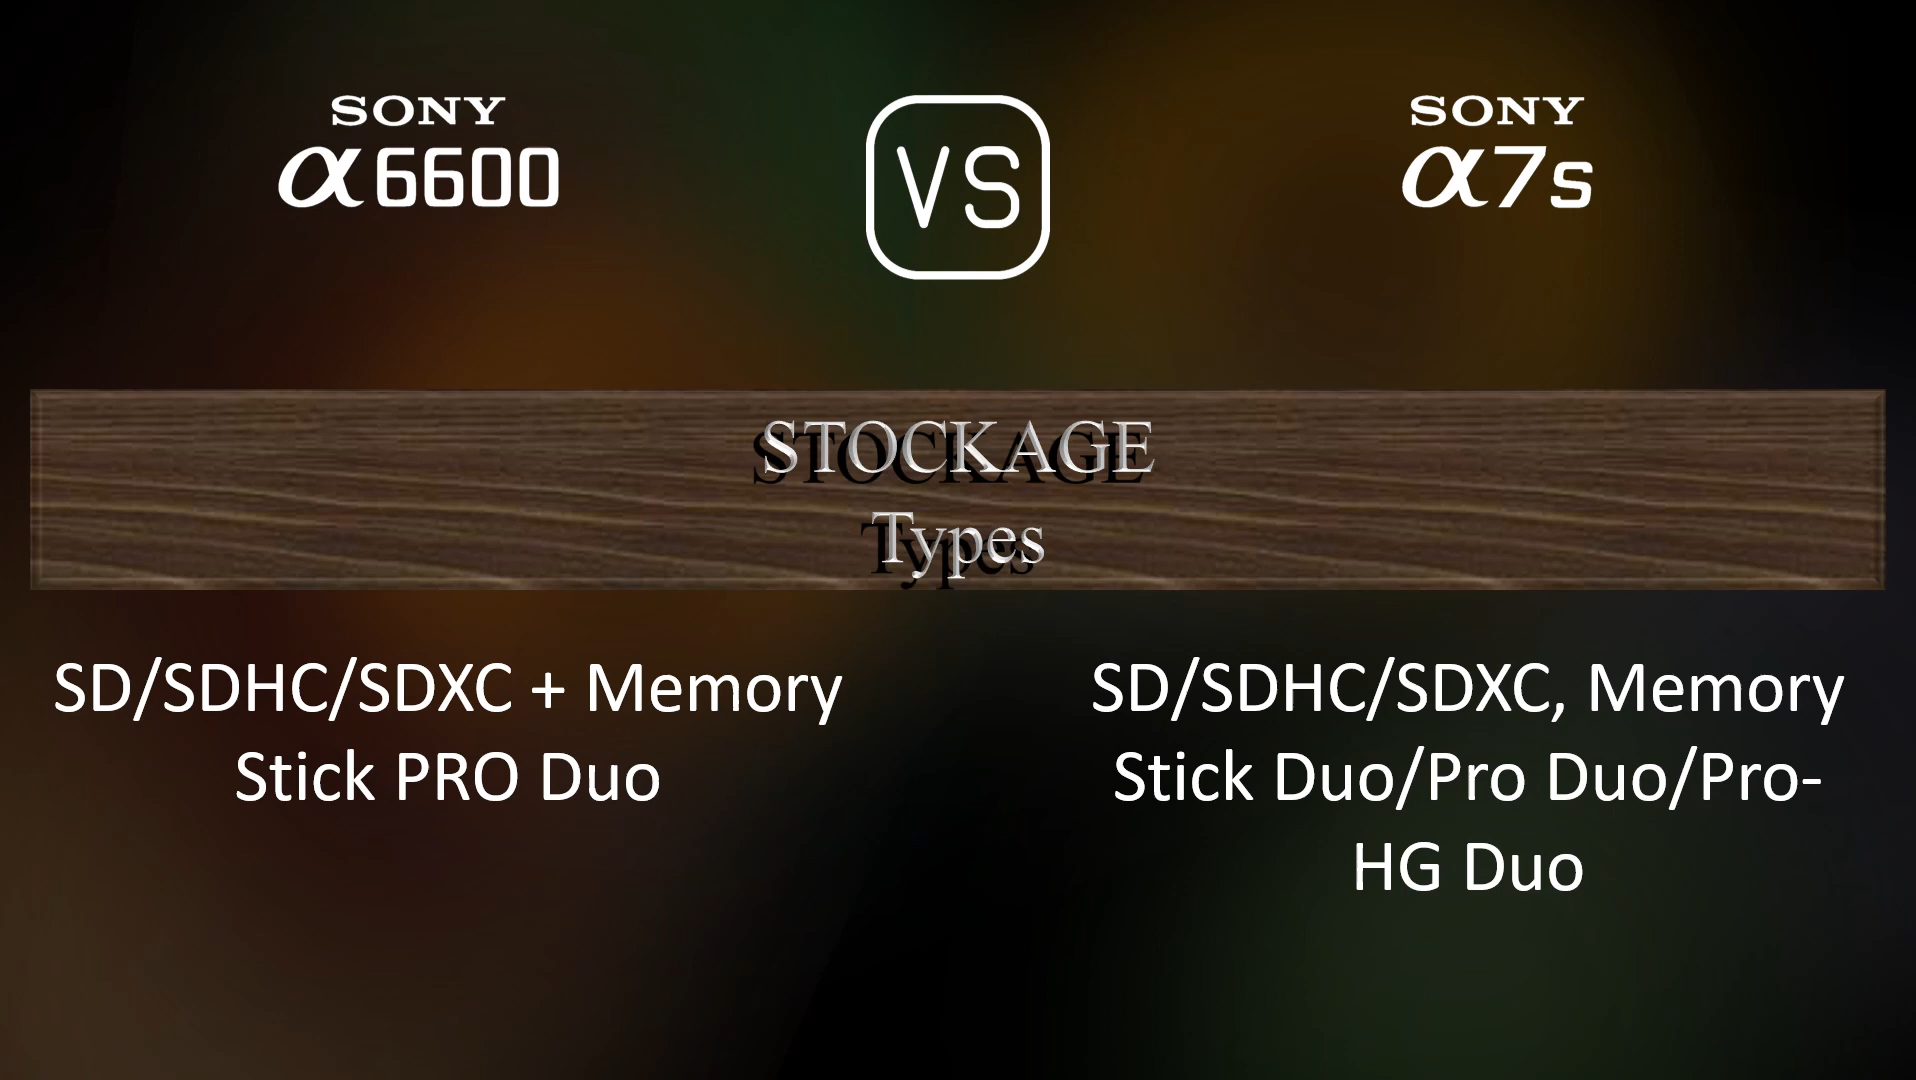 SONY
α6600
VS
SONY
α7s
STOCKAGE
Types
SD/SDHC/SDXC + Memory
Stick PRO Duo
SD/SDHC/SDXC, Memory
Stick Duo/Pro Duo/Pro-
HG Duo